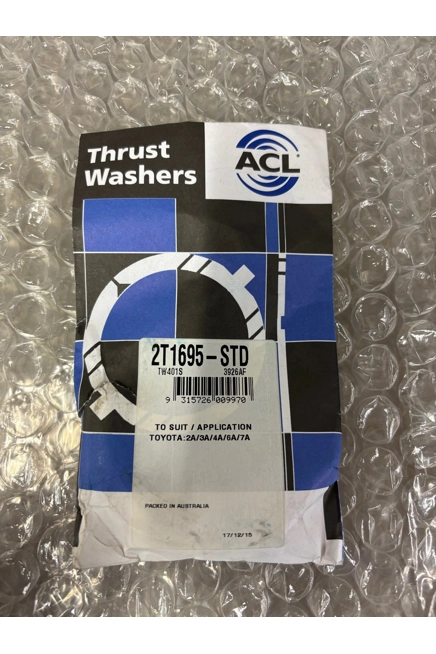 Thrust
Washers
ACL
2T1695-STD
TW401S 3926AF
9 315726 009970
TO SUIT / APPLICATION
TOYOTA:2A/3A/4A/6A/7A
PACKED IN AUSTRALIA
17/12/15